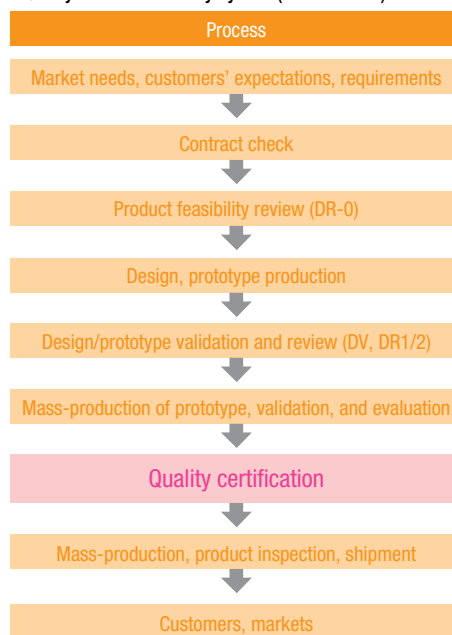 Process
Market needs, customers’ expectations, requirements
Contract check
Product feasibility review (DR-0)
Design, prototype production
Design/prototype validation and review (DV, DR1/2)
Mass-production of prototype, validation, and evaluation
Quality certification
Mass-production, product inspection, shipment
Customers, markets